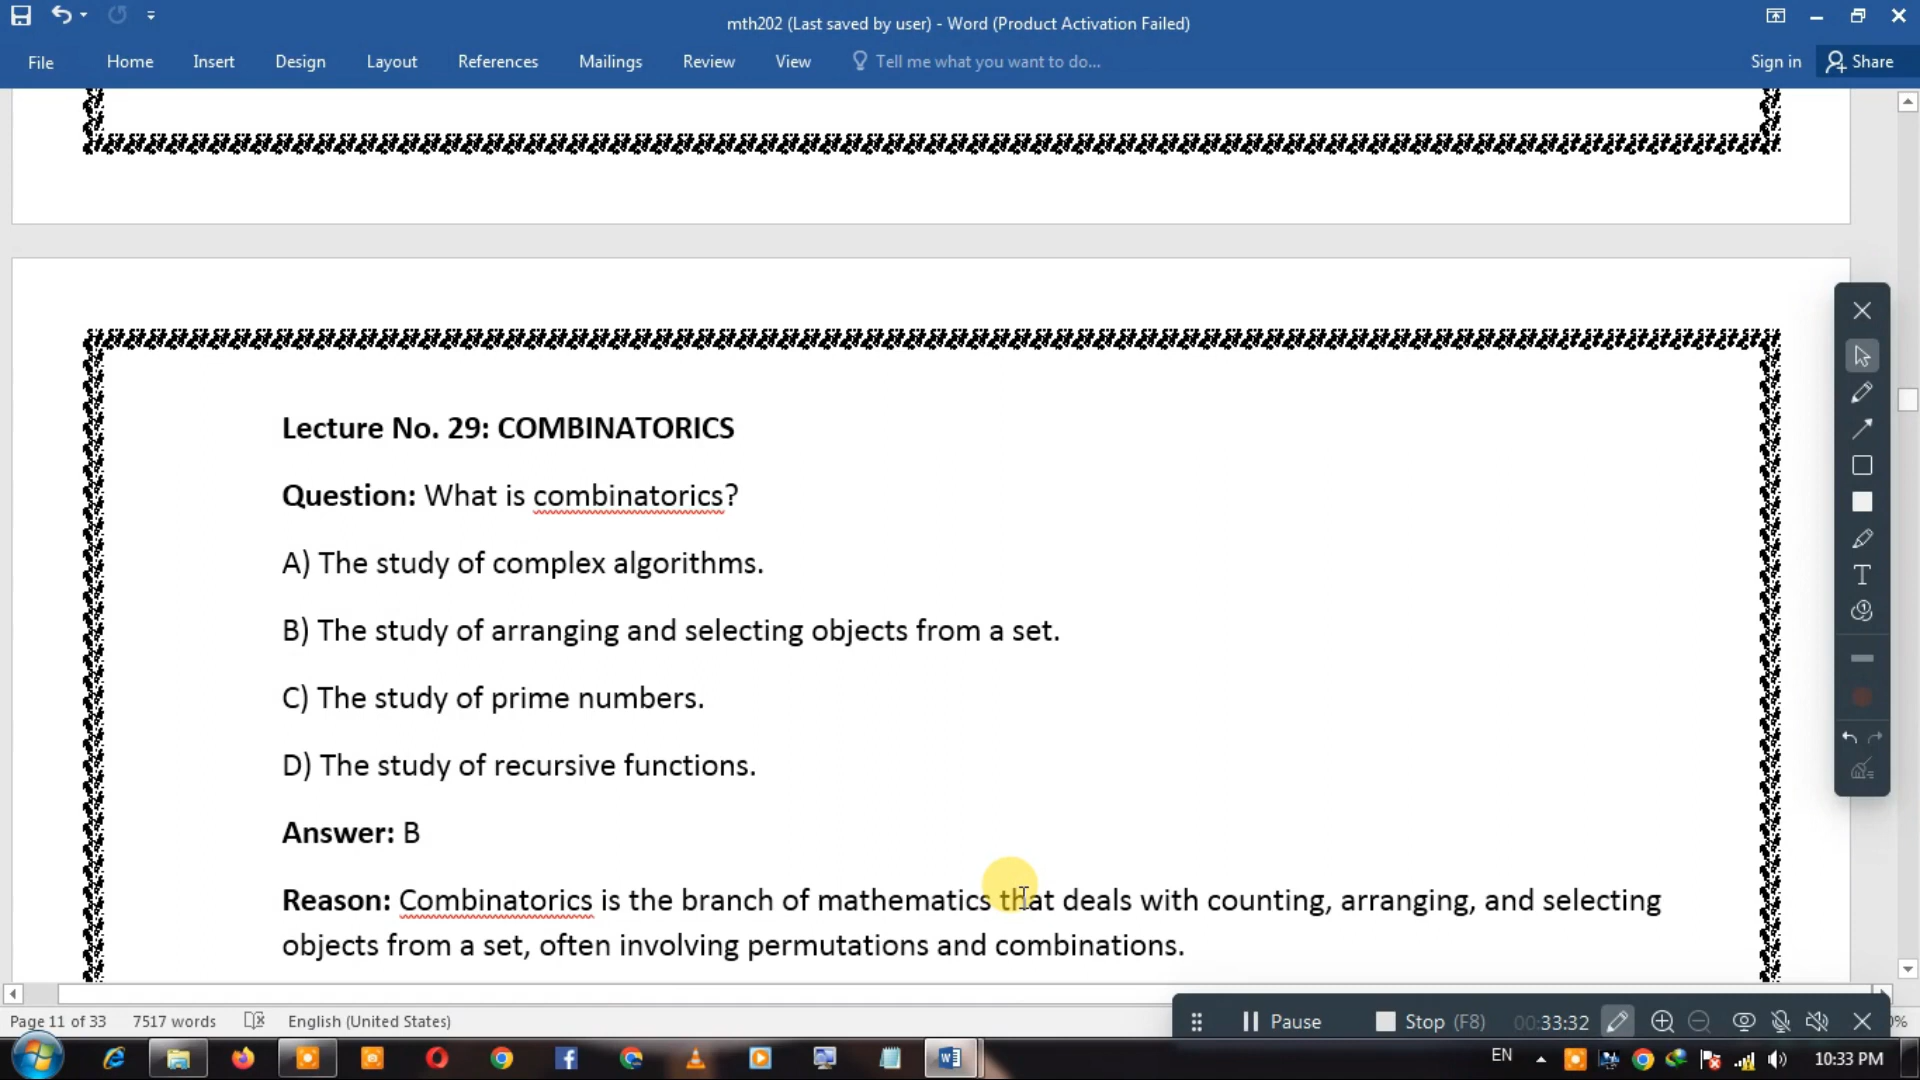 mth202 (Last saved by user) - Word (Product Activation Failed)
File Home Insert Design Layout References Mailings Review View Tell me what you want to do... Sign in Share
Lecture No. 29: COMBINATORICS
Question: What is combinatorics?
A) The study of complex algorithms.
B) The study of arranging and selecting objects from a set.
C) The study of prime numbers.
D) The study of recursive functions.
Answer: B
Reason: Combinatorics is the branch of mathematics that deals with counting, arranging, and selecting
objects from a set, often involving permutations and combinations.
Page 11 of 33 7517 words English (United States) Pause Stop (F8) 00:33:32
EN 10:33 PM